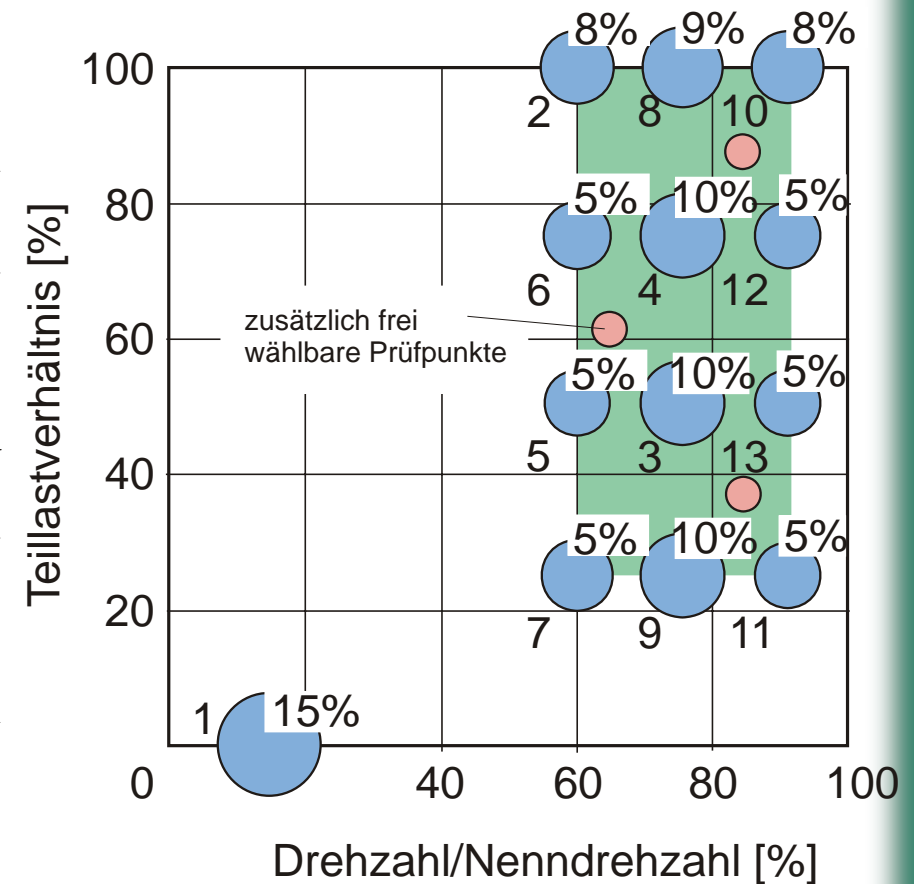 8% 9% 8%
100
2 8 10
5% 10% 5%
80
6 4 12
zusätzlich frei
wählbare Prüfpunkte
60
5% 10% 5%
5 3 13
40
5% 10% 5%
20
7 9 11
1 15%
0 40 60 80 100
Teillastverhältnis [%]
Drehzahl/Nenndrehzahl [%]